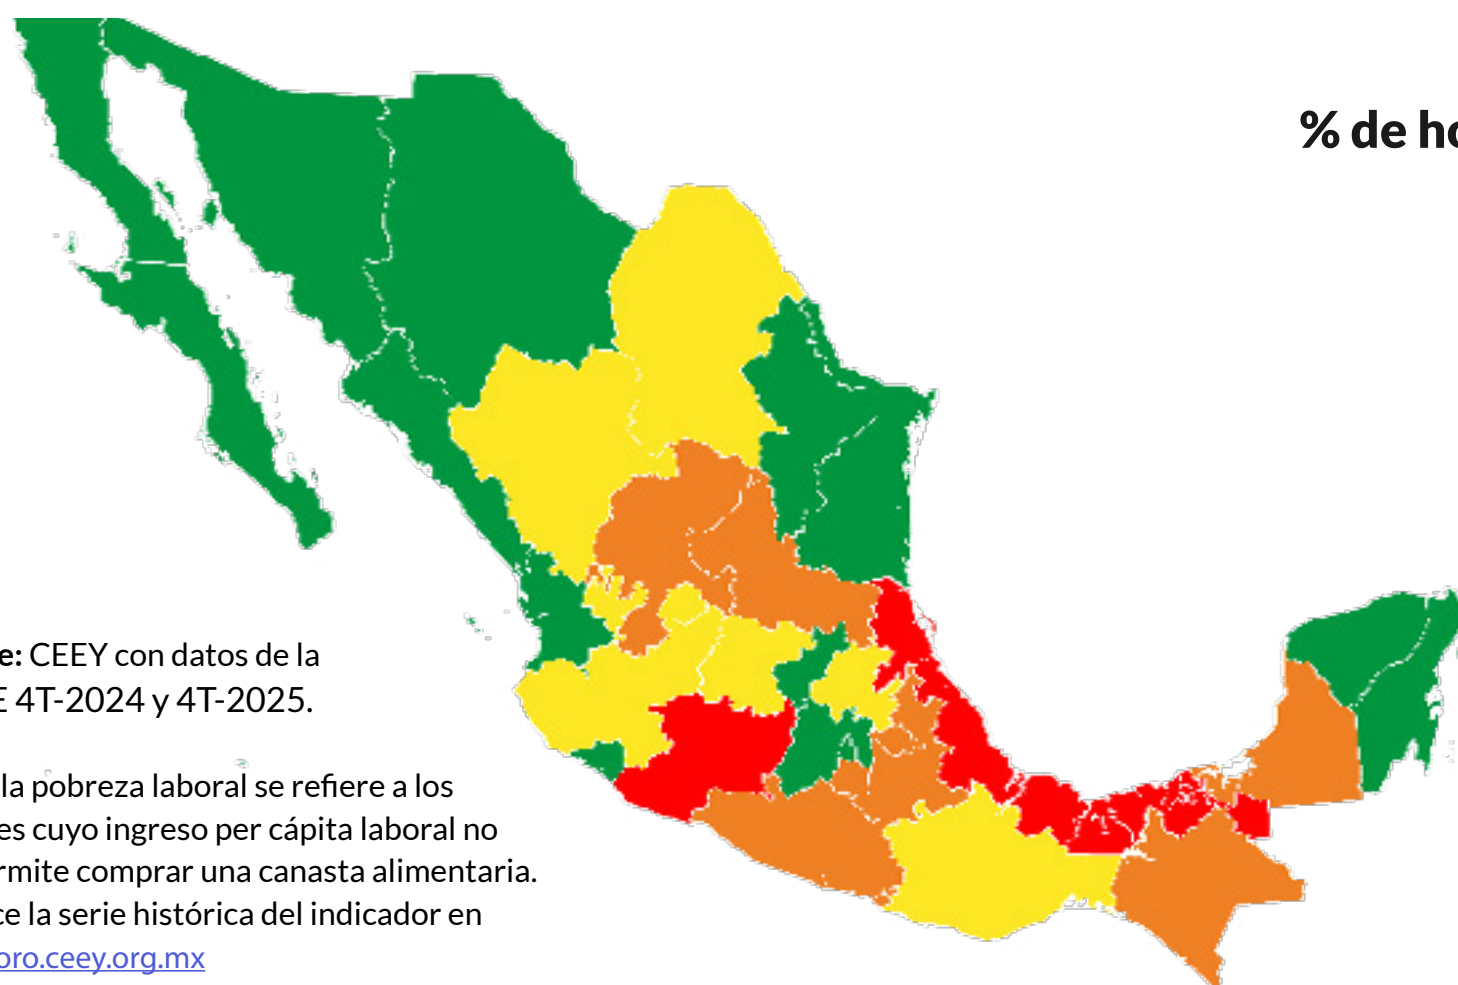 % de ho
e: CEEY con datos de la
E 4T-2024 y 4T-2025.
la pobreza laboral se refiere a los
es cuyo ingreso per cápita laboral no
rmite comprar una canasta alimentaria.
ce la serie histórica del indicador en
oro.ceey.org.mx